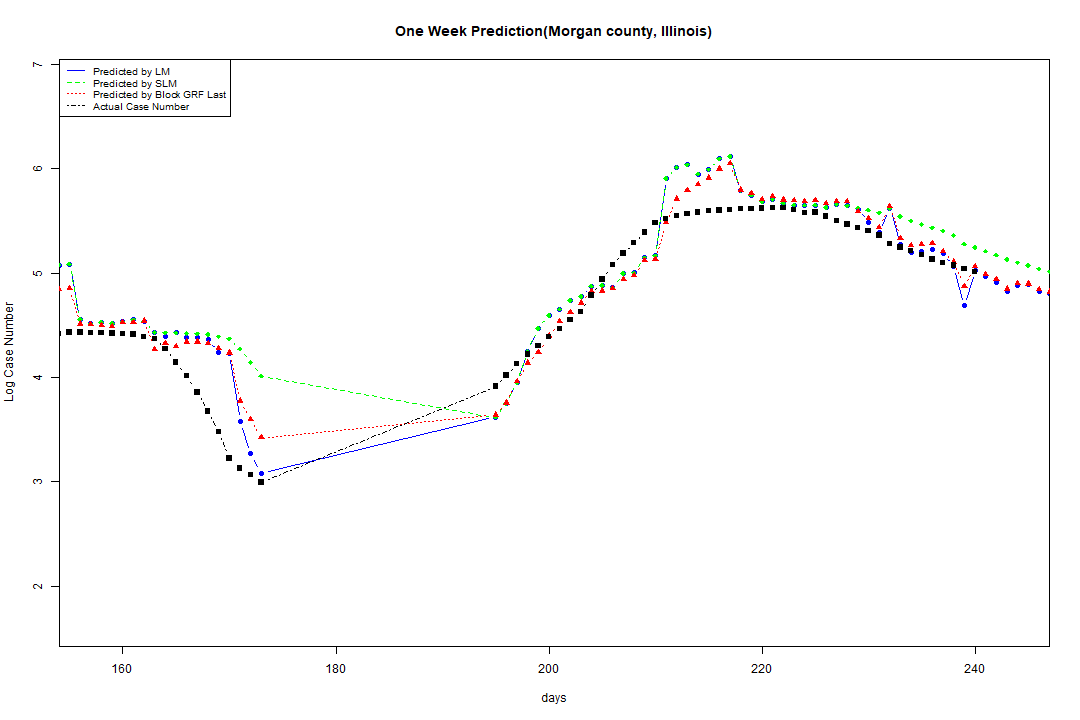 One Week Prediction(Morgan county, Illinois)
Predicted by LM
Predicted by SLM
Predicted by Block GRF Last
Actual Case Number
7
6
5
4
3
2
Log Case Number
160 180 200 220 240
days